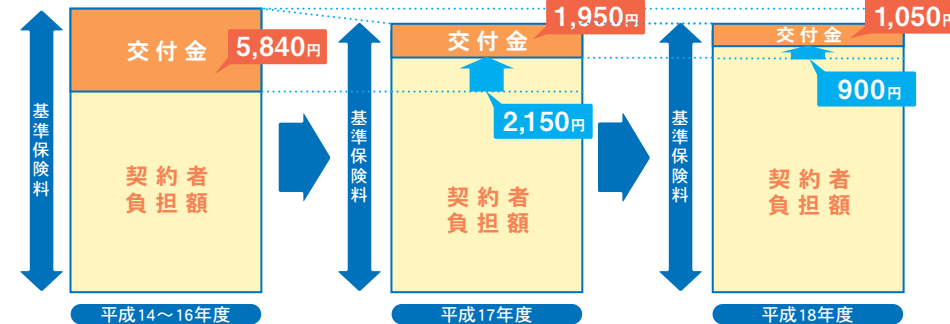 基準保険料
交付金
5,840円
契約者
負担額
平成14～16年度
基準保険料
1,950円
交付金
2,150円
契約者
負担額
平成17年度
基準保険料
1,050円
交付金
900円
契約者
負担額
平成18年度